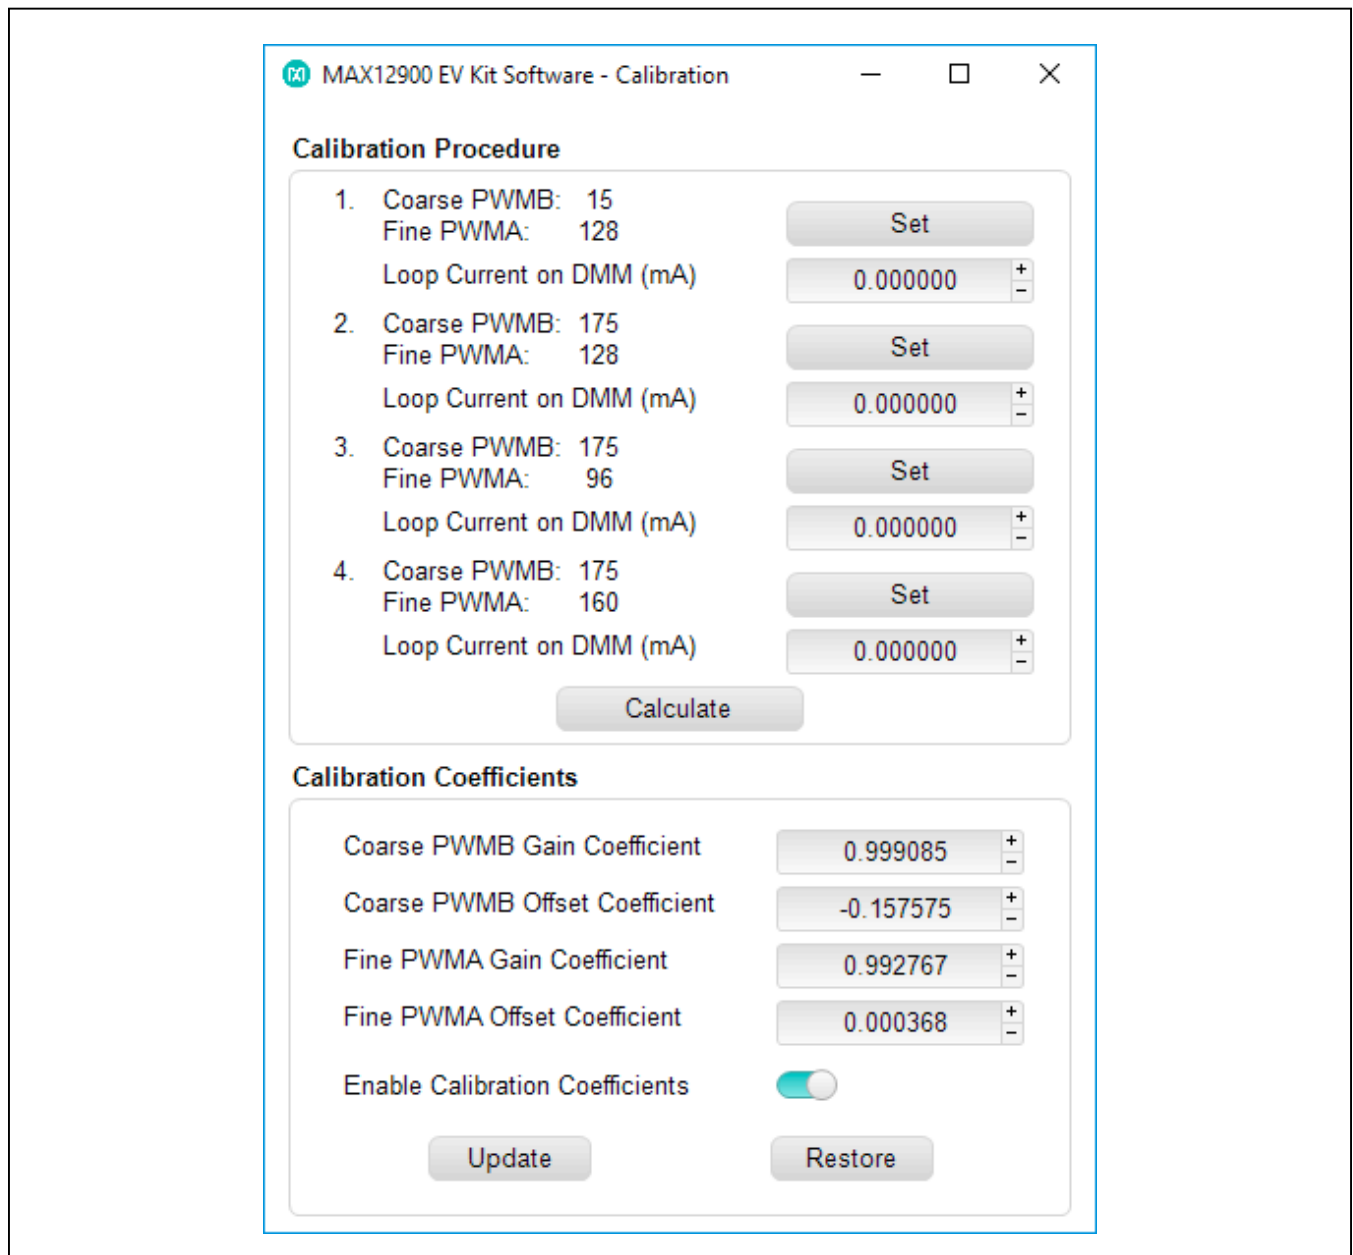 MAX12900 EV Kit Software - Calibration
Calibration Procedure
1. Coarse PWMB: 15
Fine PWMA: 128
Set
Loop Current on DMM (mA) 0.000000 + -
2. Coarse PWMB: 175
Fine PWMA: 128
Set
Loop Current on DMM (mA) 0.000000 + -
3. Coarse PWMB: 175
Fine PWMA: 96
Set
Loop Current on DMM (mA) 0.000000 + -
4. Coarse PWMB: 175
Fine PWMA: 160
Set
Loop Current on DMM (mA) 0.000000 + -
Calculate
Calibration Coefficients
Coarse PWMB Gain Coefficient 0.999085 + -
Coarse PWMB Offset Coefficient -0.157575 + -
Fine PWMA Gain Coefficient 0.992767 + -
Fine PWMA Offset Coefficient 0.000368 + -
Enable Calibration Coefficients
Update Restore